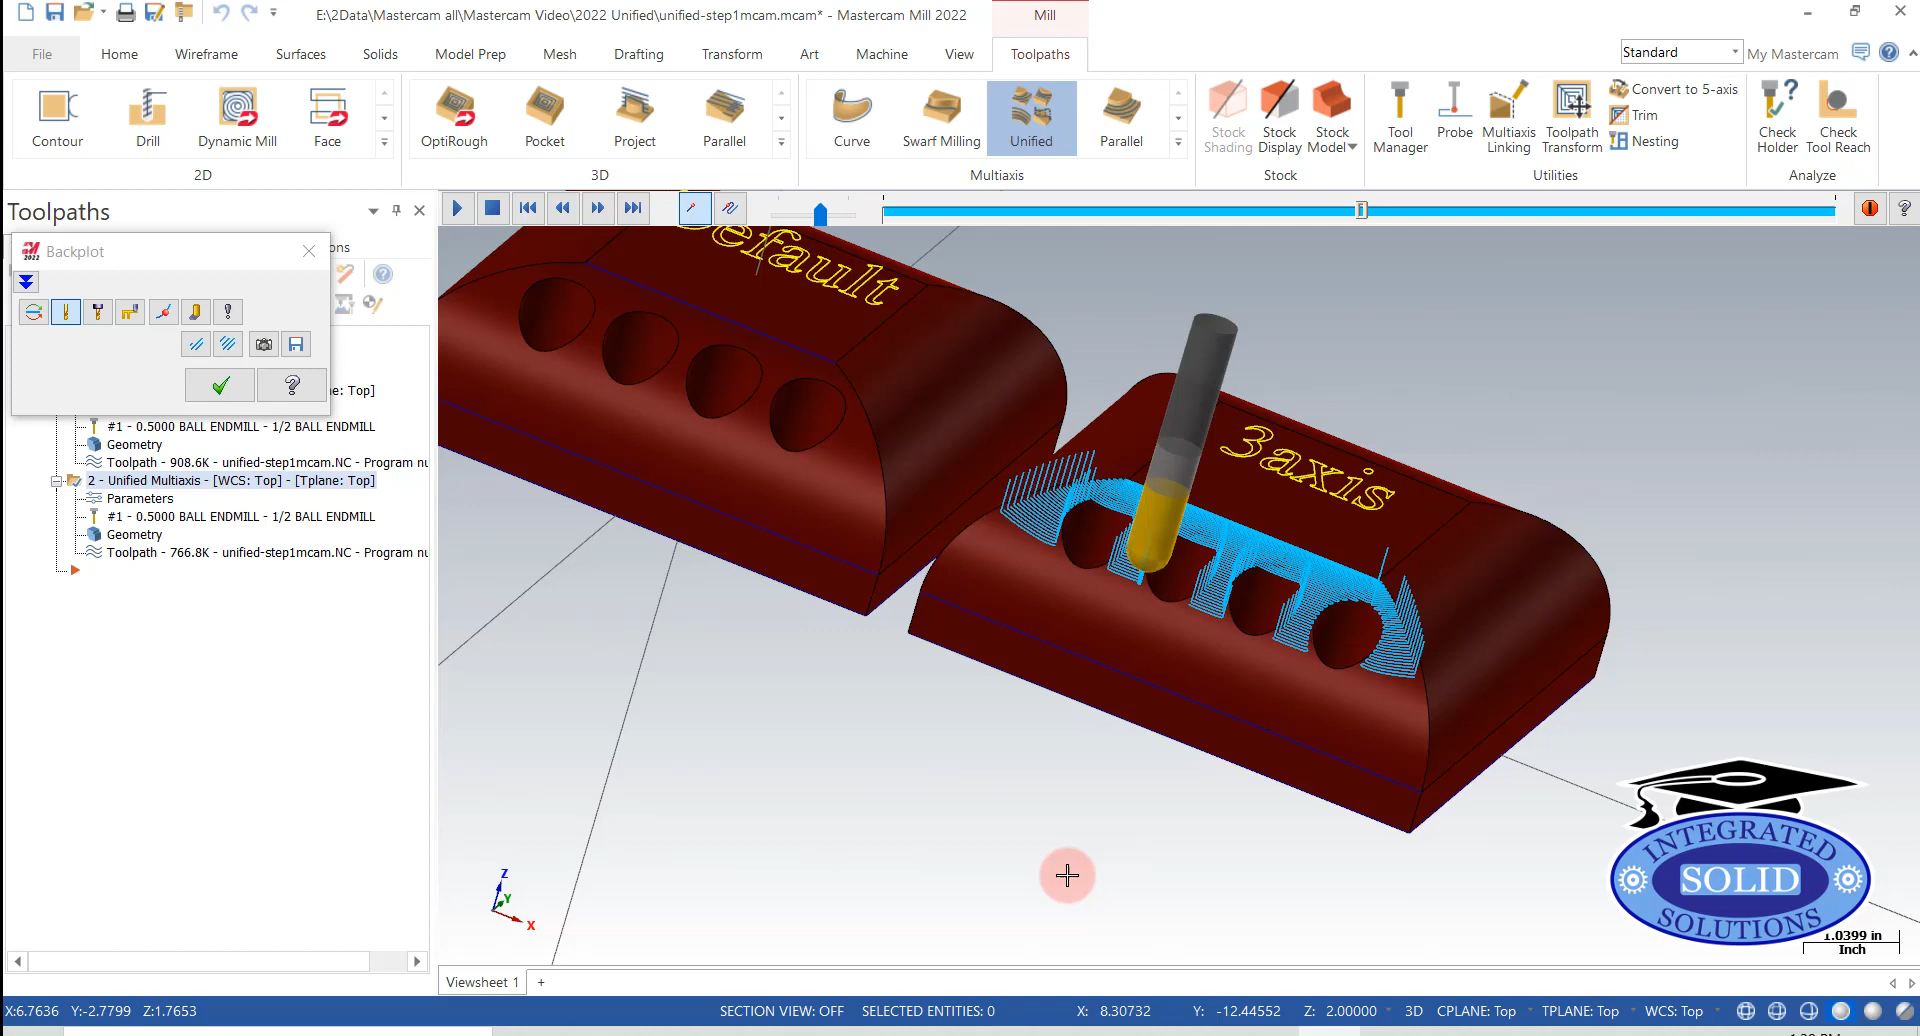 E:\2Data\Mastercam all\Mastercam Video\2022 Unified\unified-step1mcam.mcam* - Mastercam Mill 2022
Mill
File
Home
Wireframe
Surfaces
Solids
Model Prep
Mesh
Drafting
Transform
Art
Machine
View
Toolpaths
Standard
My Mastercam
Contour
Drill
Dynamic Mill
Face
OptiRough
Pocket
Project
Parallel
Curve
Swarf Milling
Unified
Parallel
Stock Shading
Stock Display
Stock Model
Tool Manager
Probe
Multiaxis Linking
Toolpath Transform
Convert to 5-axis
Trim
Nesting
Check Holder
Check Tool Reach
2D
3D
Multiaxis
Stock
Utilities
Analyze
Toolpaths
Backplot
2022
ons
ne: Top]
#1 - 0.5000 BALL ENDMILL - 1/2 BALL ENDMILL
Geometry
Toolpath - 908.6K - unified-step1mcam.NC - Program nu
2 - Unified Multiaxis - [WCS: Top] - [Tplane: Top]
Parameters
#1 - 0.5000 BALL ENDMILL - 1/2 BALL ENDMILL
Geometry
Toolpath - 766.8K - unified-step1mcam.NC - Program nu
Default
3axis
Z
Y
X
INTEGRATED
SOLID
SOLUTIONS
1.0399 in
Inch
Viewsheet 1
+
X:6.7636 Y:-2.7799 Z:1.7653
SECTION VIEW: OFF
SELECTED ENTITIES: 0
X: 8.30732
Y: -12.44552
Z: 2.00000
3D
CPLANE: Top
TPLANE: Top
WCS: Top